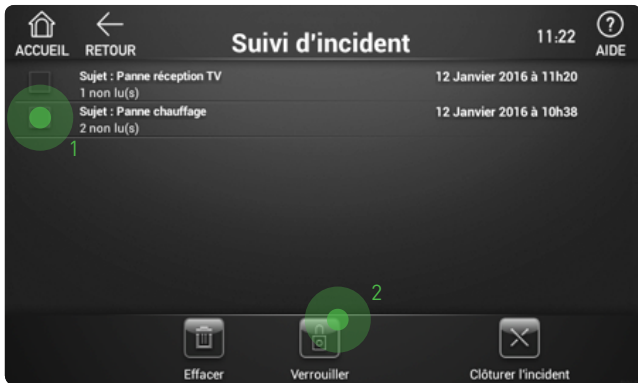 ACCUEIL
RETOUR
Suivi d'incident
11:22
?
AIDE
Sujet : Panne réception TV
12 Janvier 2016 à 11h20
1 non lu(s)
Sujet : Panne chauffage
12 Janvier 2016 à 10h38
2 non lu(s)
1
2
Effacer
Verrouiller
Clôturer l'incident